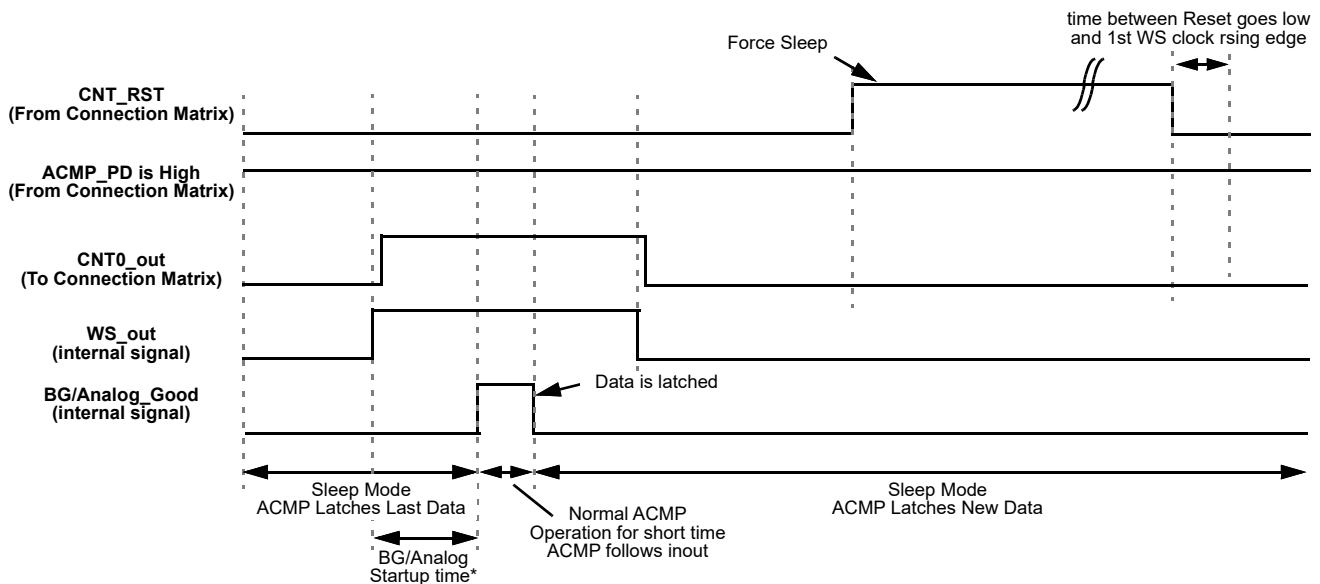 time between Reset goes low
and 1st WS clock rsing edge
Force Sleep
CNT_RST
(From Connection Matrix)
ACMP_PD is High
(From Connection Matrix)
CNT0_out
(To Connection Matrix)
WS_out
(internal signal)
BG/Analog_Good
(internal signal)
Data is latched
Sleep Mode
ACMP Latches Last Data
Normal ACMP
Operation for short time
ACMP follows inout
Sleep Mode
ACMP Latches New Data
BG/Analog
Startup time*